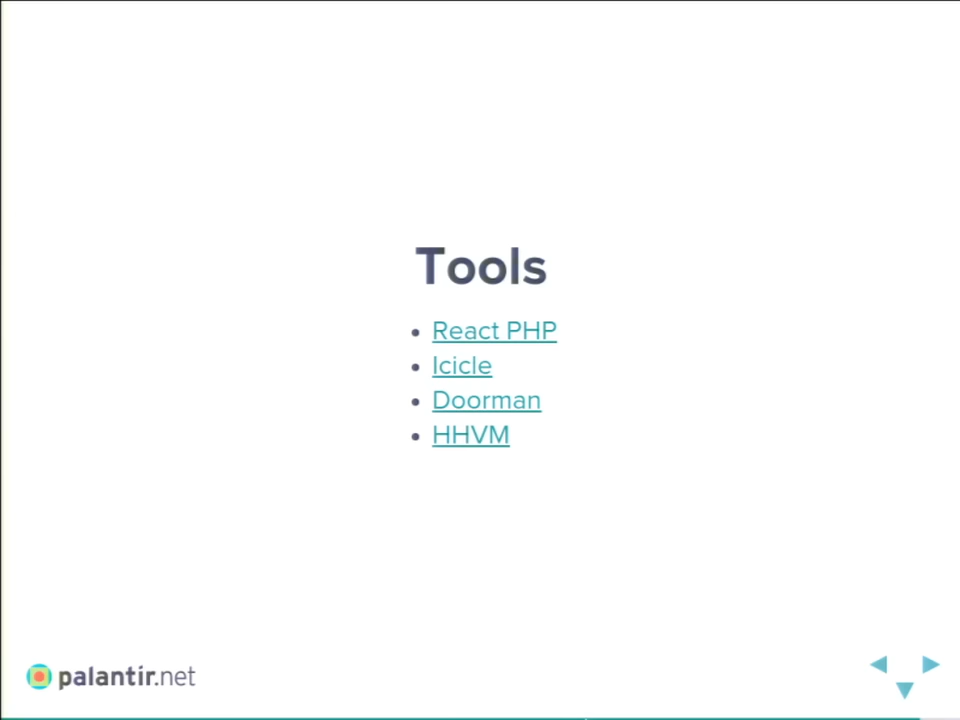 Tools
React PHP
Icicle
Doorman
HHVM
palantir.net